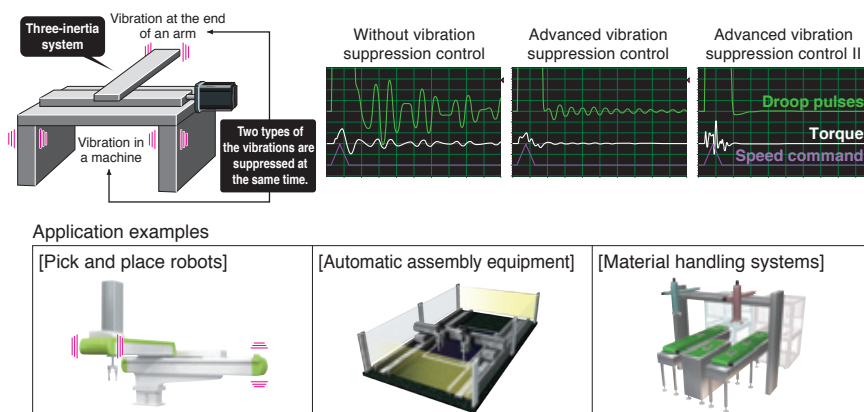 Three-inertia
system
Vibration at the end
of an arm
Vibration in
a machine
Two types of
the vibrations are
suppressed at
the same time.
Without vibration
suppression control
Advanced vibration
suppression control
Advanced vibration
suppression control II
Droop pulses
Torque
Speed command
Application examples
[Pick and place robots]
[Automatic assembly equipment]
[Material handling systems]